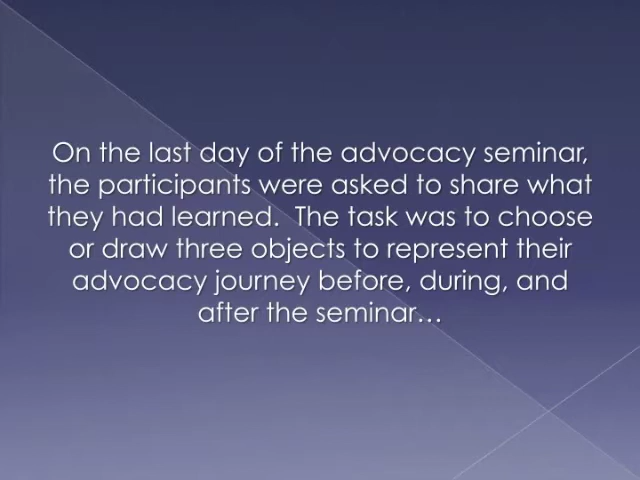 On the last day of the advocacy seminar,
the participants were asked to share what
they had learned.  The task was to choose
or draw three objects to represent their
advocacy journey before, during, and
after the seminar…